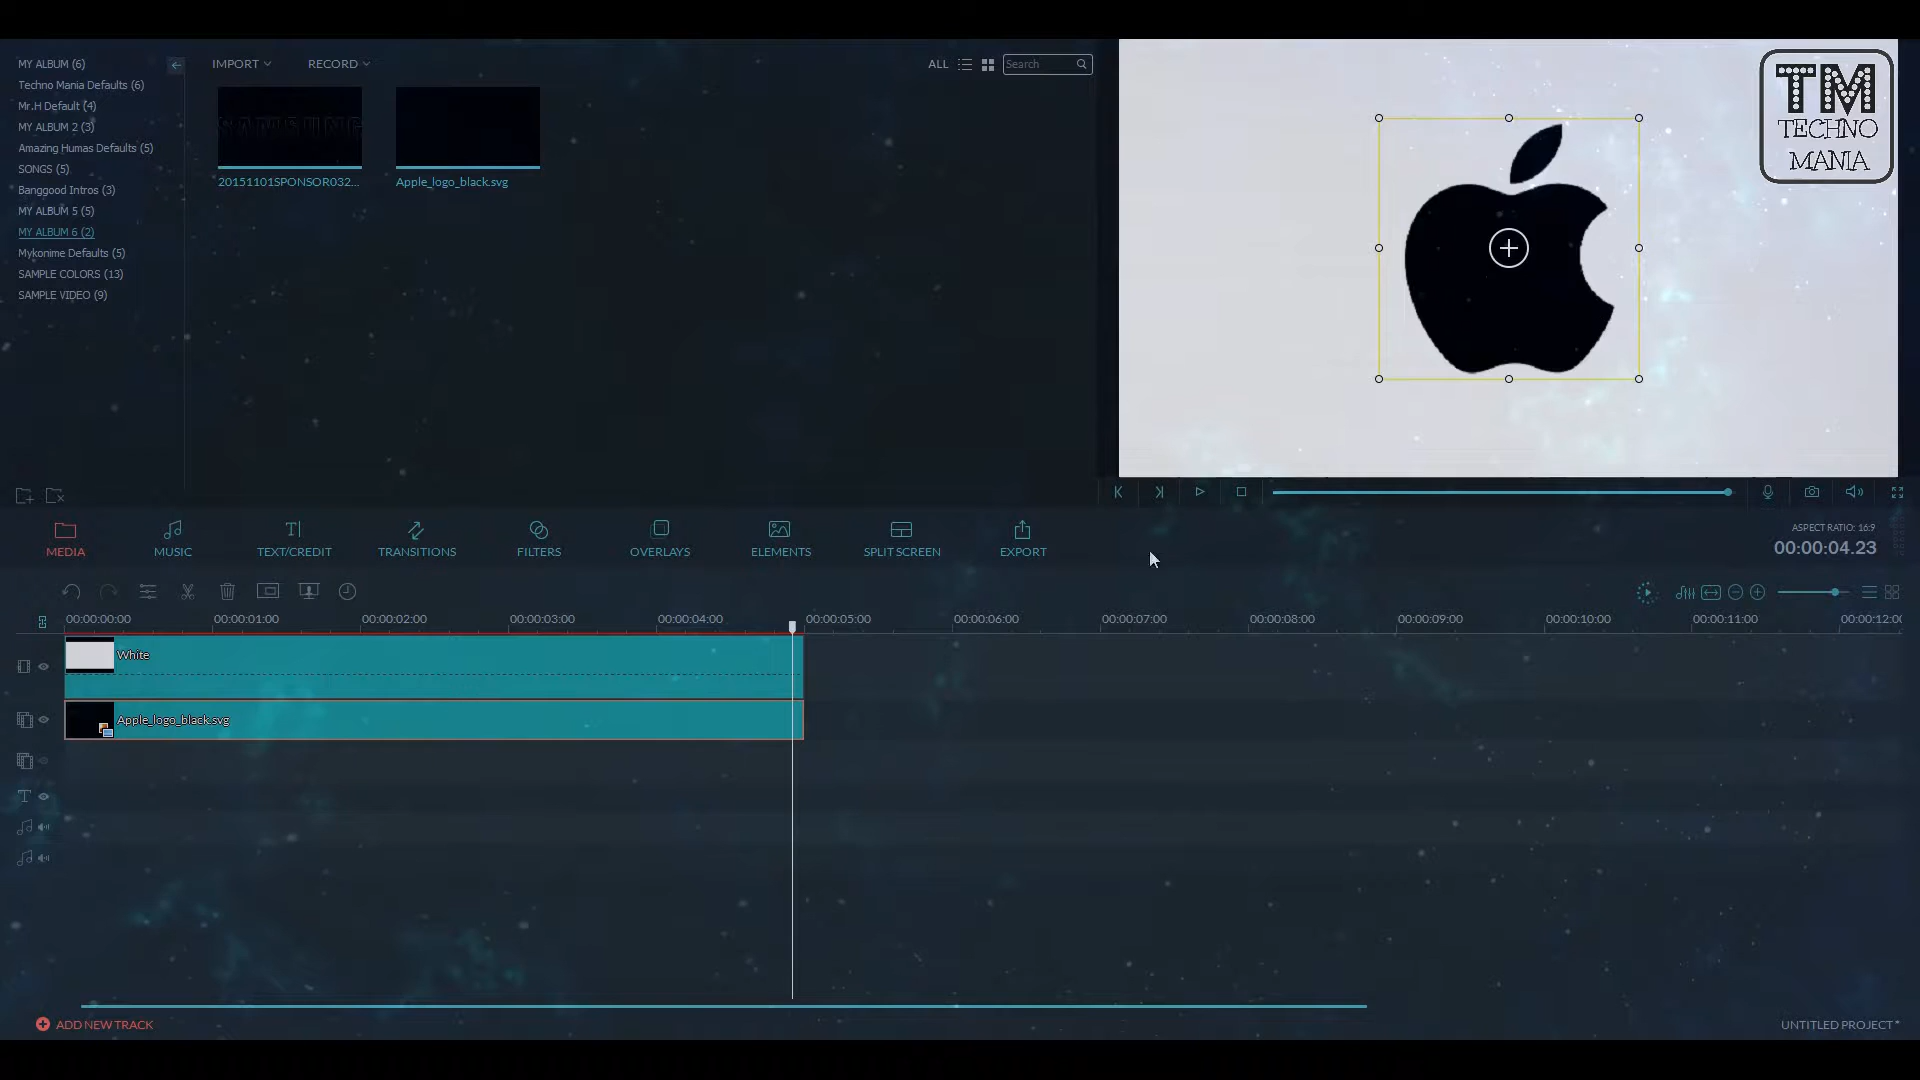 MY ALBUM (6)
Techno Mania Defaults (6)
Mr.H Default (4)
MY ALBUM 2 (3)
Amazing Humas Defaults (5)
SONGS (5)
Banggood Intros (3)
MY ALBUM 5 (5)
MY ALBUM 6 (2)
Mykonime Defaults (5)
SAMPLE COLORS (13)
SAMPLE VIDEO (9)
IMPORT
RECORD
ALL
Search
SAMSUNG
20151101SPONSOR032...
Apple_logo_black.svg
TM
TECHNO
MANIA
MEDIA
MUSIC
TEXT/CREDIT
TRANSITIONS
FILTERS
OVERLAYS
ELEMENTS
SPLIT SCREEN
EXPORT
ASPECT RATIO: 16:9
00:00:04.23
00:00:00:00
00:00:01:00
00:00:02:00
00:00:03:00
00:00:04:00
00:00:05:00
00:00:06:00
00:00:07:00
00:00:08:00
00:00:09:00
00:00:10:00
00:00:11:00
00:00:12:00
White
Apple_logo_black.svg
ADD NEW TRACK
UNTITLED PROJECT*